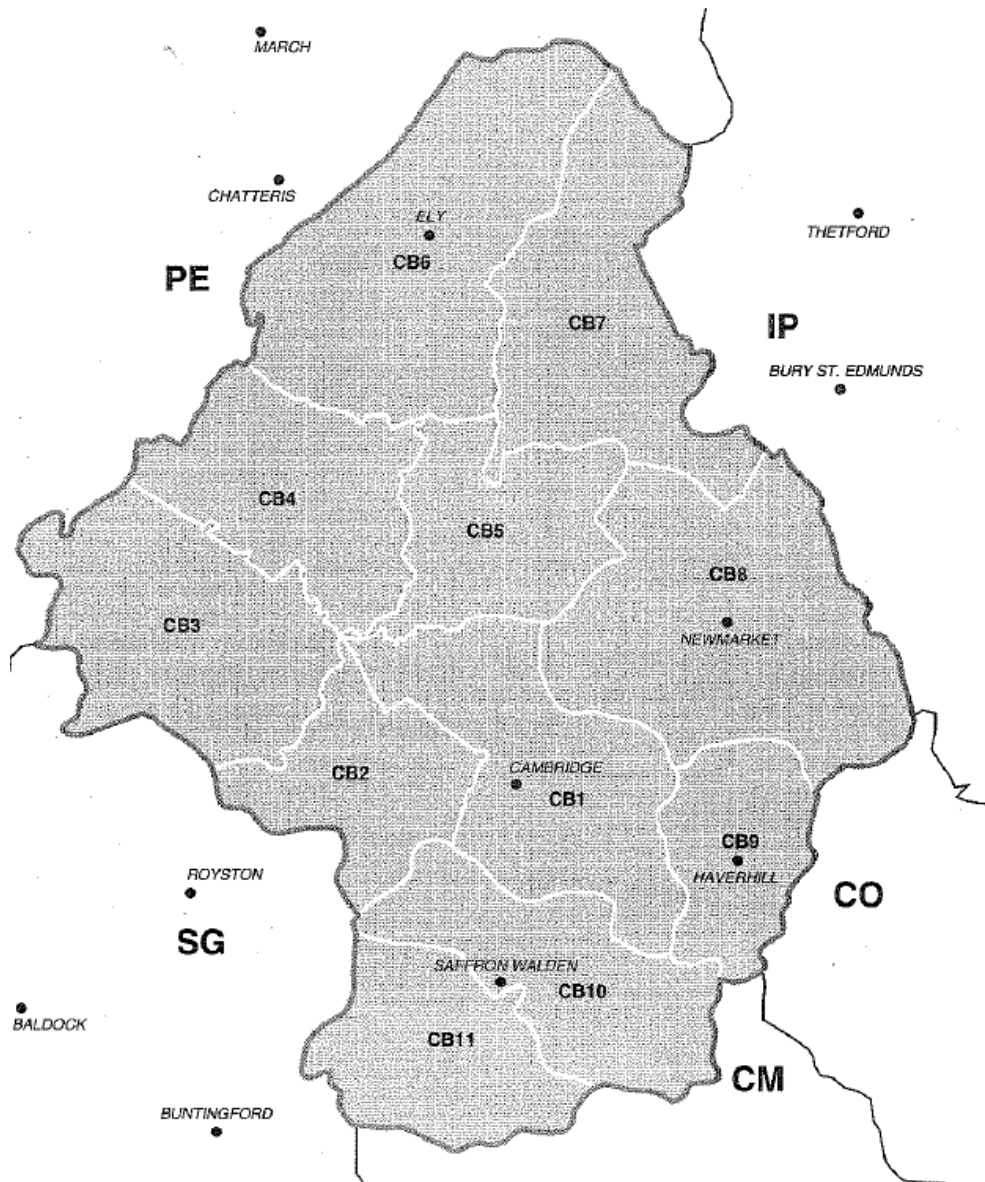 MARCH
CHATTERIS
ELY
THETFORD
CB6
PE
CB7
IP
BURY ST. EDMUNDS
CB4
CB5
CB8
CB3
NEWMARKET
CAMBRIDGE
CB2
CB1
CB9
ROYSTON
HAVERHILL
CO
SG
SAFFRON WALDEN
CB10
BALDOCK
CB11
CM
BUNTINGFORD